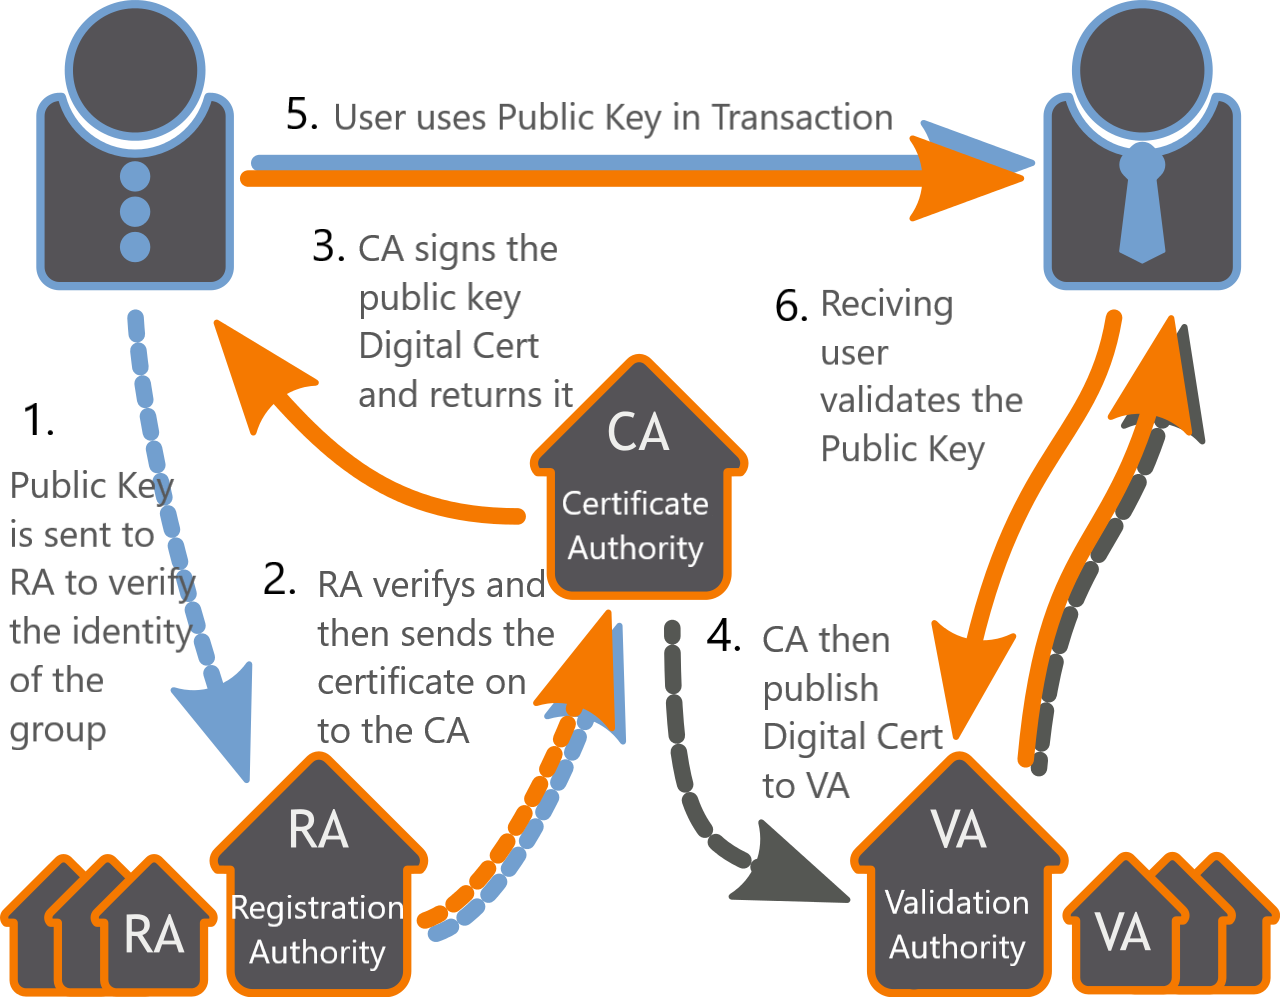 5. User uses Public Key in Transaction
3. CA signs the
public key
Digital Cert
and returns it
6. Reciving
user
validates the
Public Key
1.
Public Key
is sent to
RA to verify
the identity
of the
group
CA
Certificate
Authority
2. RA verifys and
then sends the
certificate on
to the CA
4. CA then
publish
Digital Cert
to VA
RA
Registration
Authority
RA
VA
Validation
Authority
VA